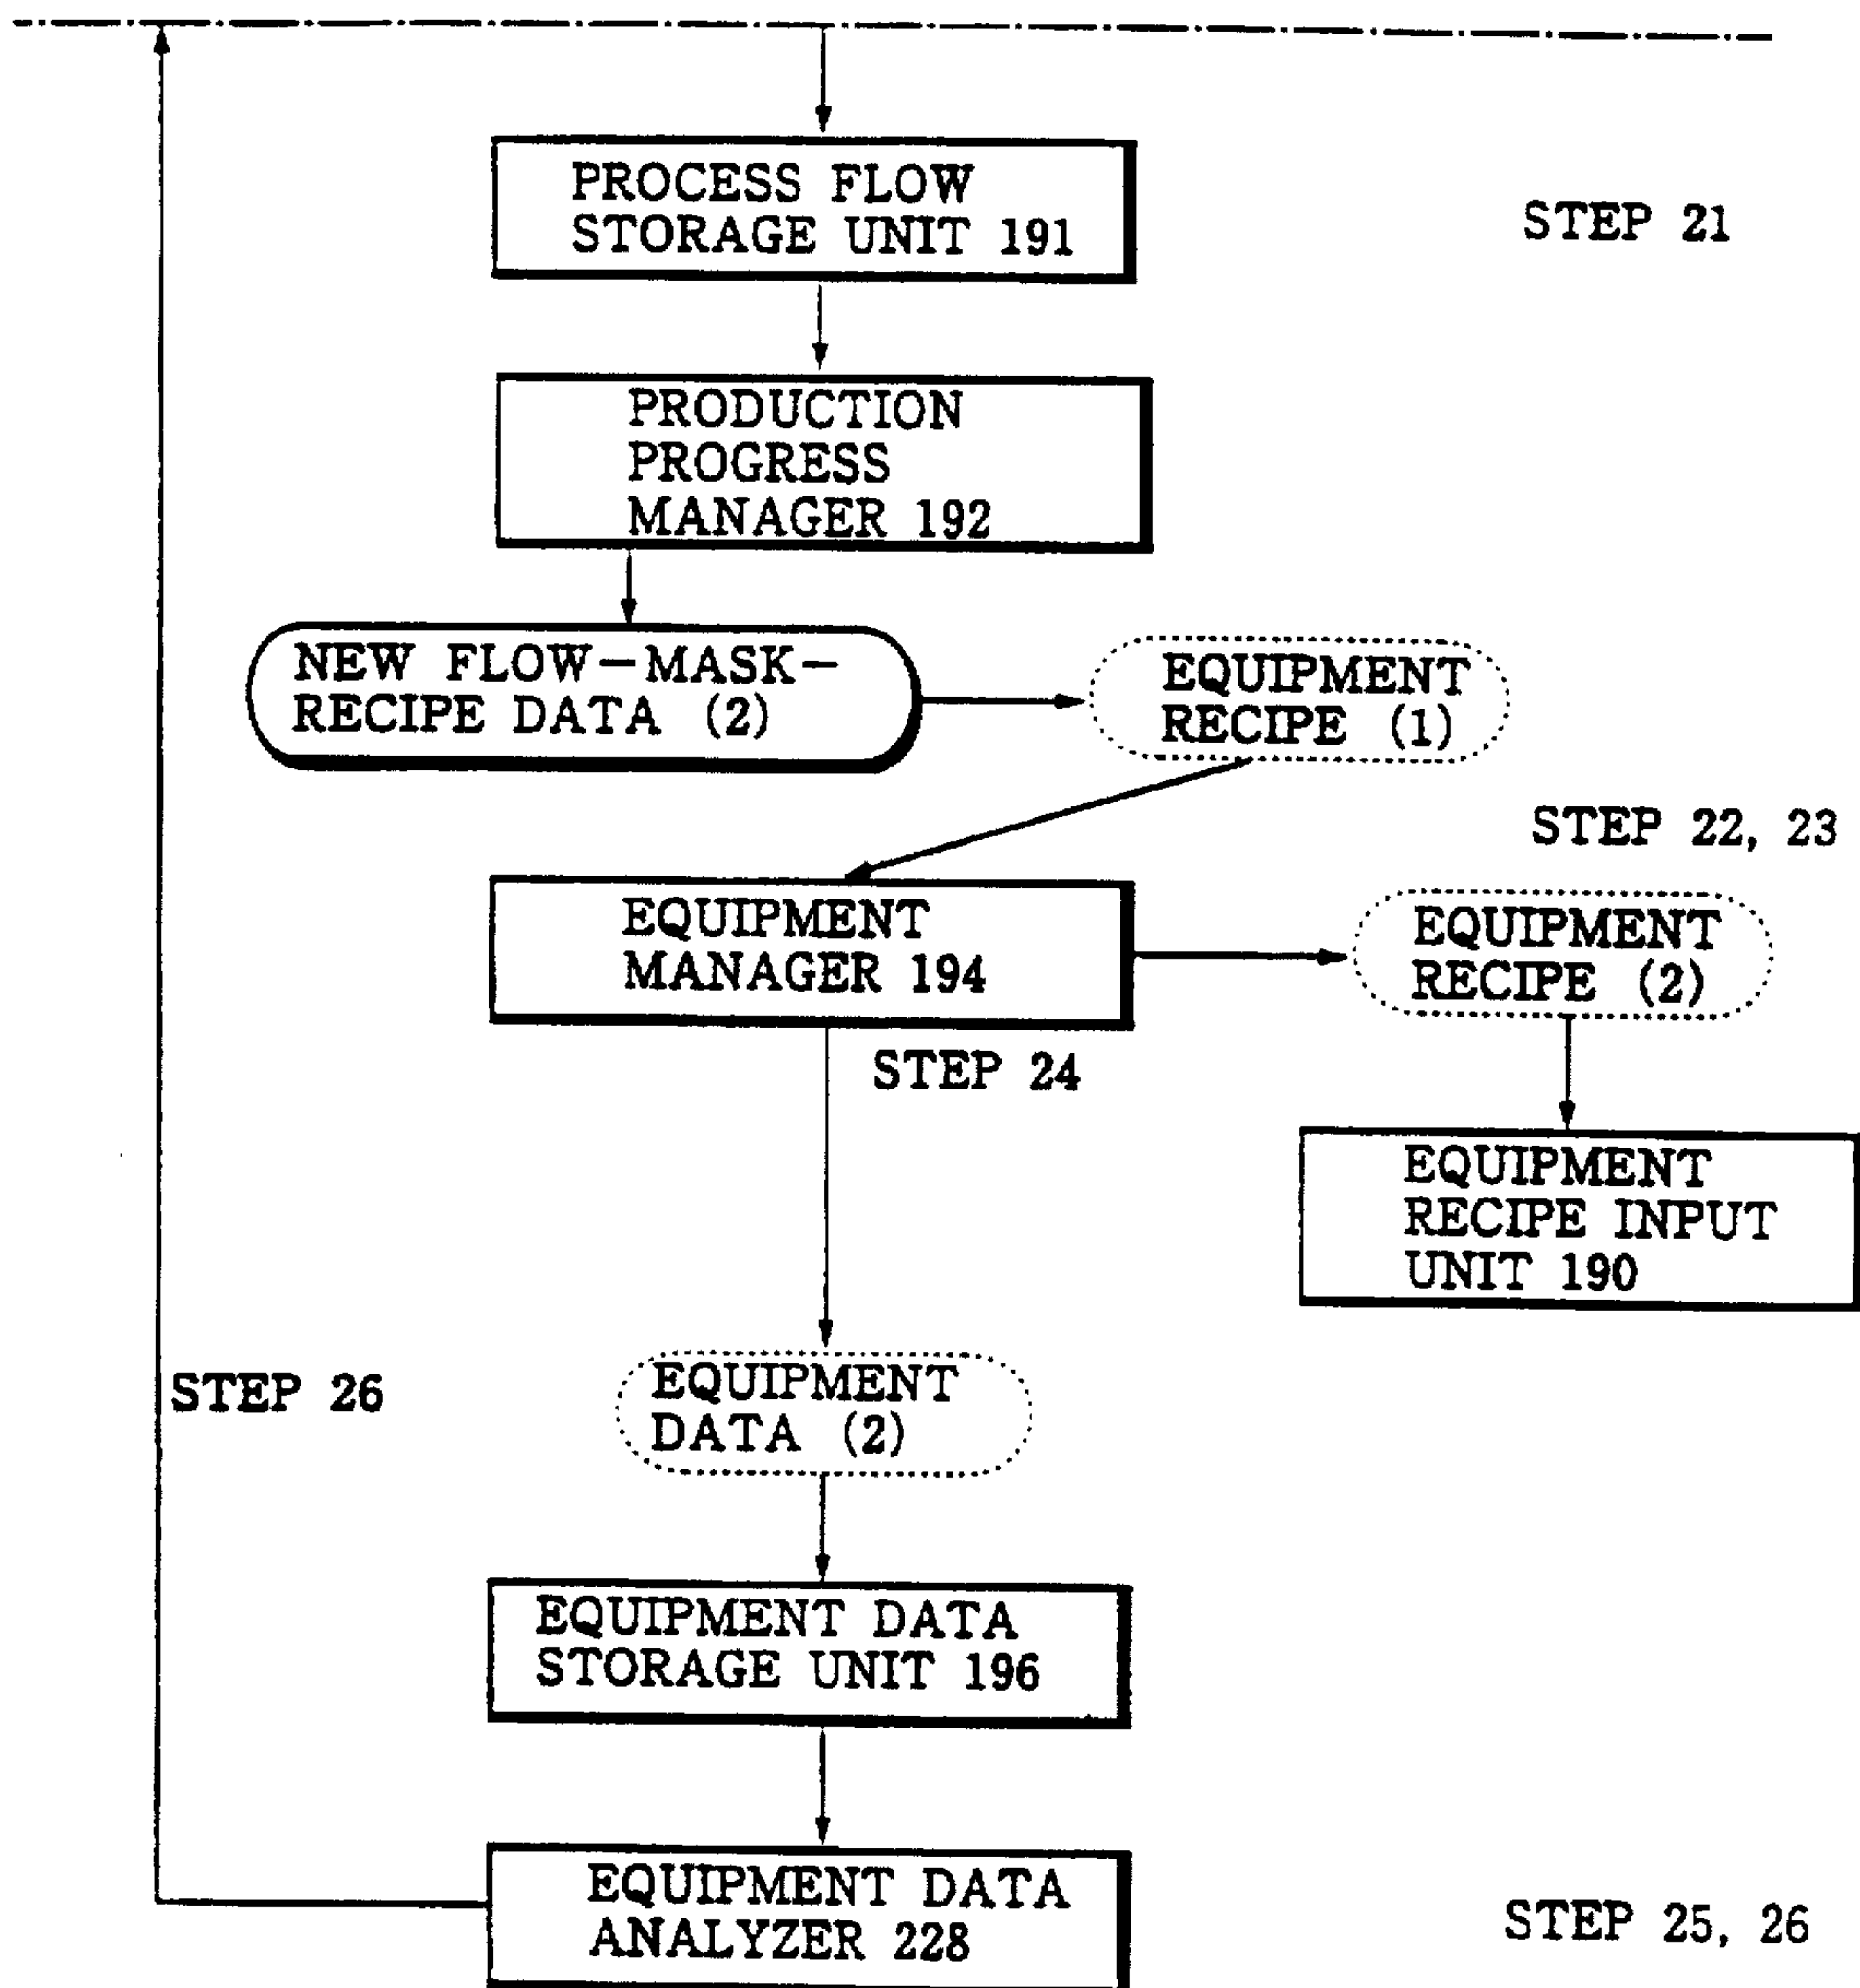 PROCESS FLOW
STORAGE UNIT 191
STEP 21
PRODUCTION
PROGRESS
MANAGER 192
NEW FLOW-MASK-
RECIPE DATA (2)
EQUIPMENT
RECIPE (1)
STEP 22, 23
EQUIPMENT
MANAGER 194
EQUIPMENT
RECIPE (2)
STEP 24
EQUIPMENT
RECIPE INPUT
UNIT 190
STEP 26
EQUIPMENT
DATA (2)
EQUIPMENT DATA
STORAGE UNIT 196
EQUIPMENT DATA
ANALYZER 228
STEP 25, 26